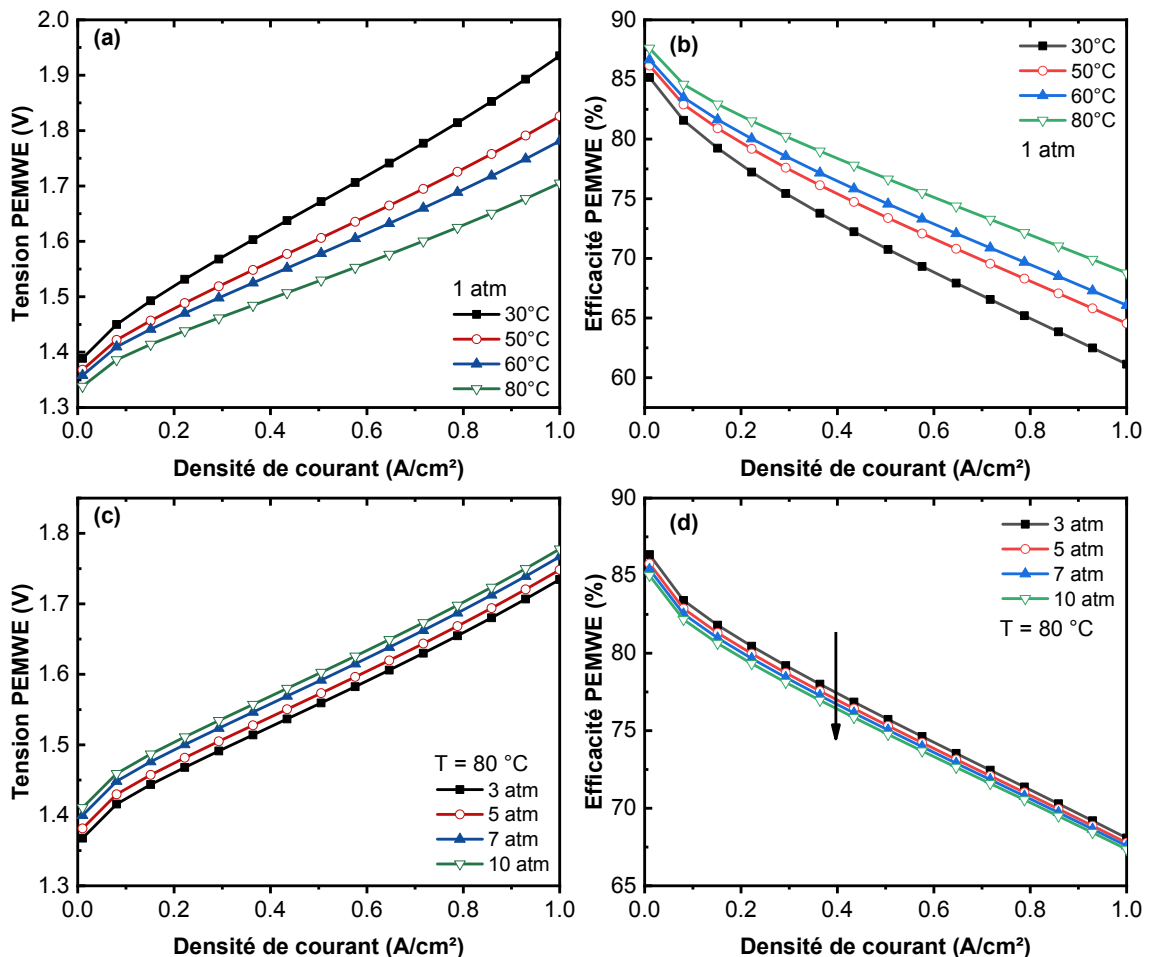 (a)
Tension PEMWE (V)
2.0
1.9
1.8
1.7
1.6
1.5
1.4
1.3
1 atm
30°C
50°C
60°C
80°C
0.0 0.2 0.4 0.6 0.8 1.0
Densité de courant (A/cm²)
(b)
Efficacité PEMWE (%)
90
85
80
75
70
65
60
30°C
50°C
60°C
80°C
1 atm
0.0 0.2 0.4 0.6 0.8 1.0
Densité de courant (A/cm²)
(c)
Tension PEMWE (V)
1.8
1.7
1.6
1.5
1.4
1.3
T = 80 °C
3 atm
5 atm
7 atm
10 atm
0.0 0.2 0.4 0.6 0.8 1.0
Densité de courant (A/cm²)
(d)
Efficacité PEMWE (%)
90
85
80
75
70
65
3 atm
5 atm
7 atm
10 atm
T = 80 °C
0.0 0.2 0.4 0.6 0.8 1.0
Densité de courant (A/cm²)